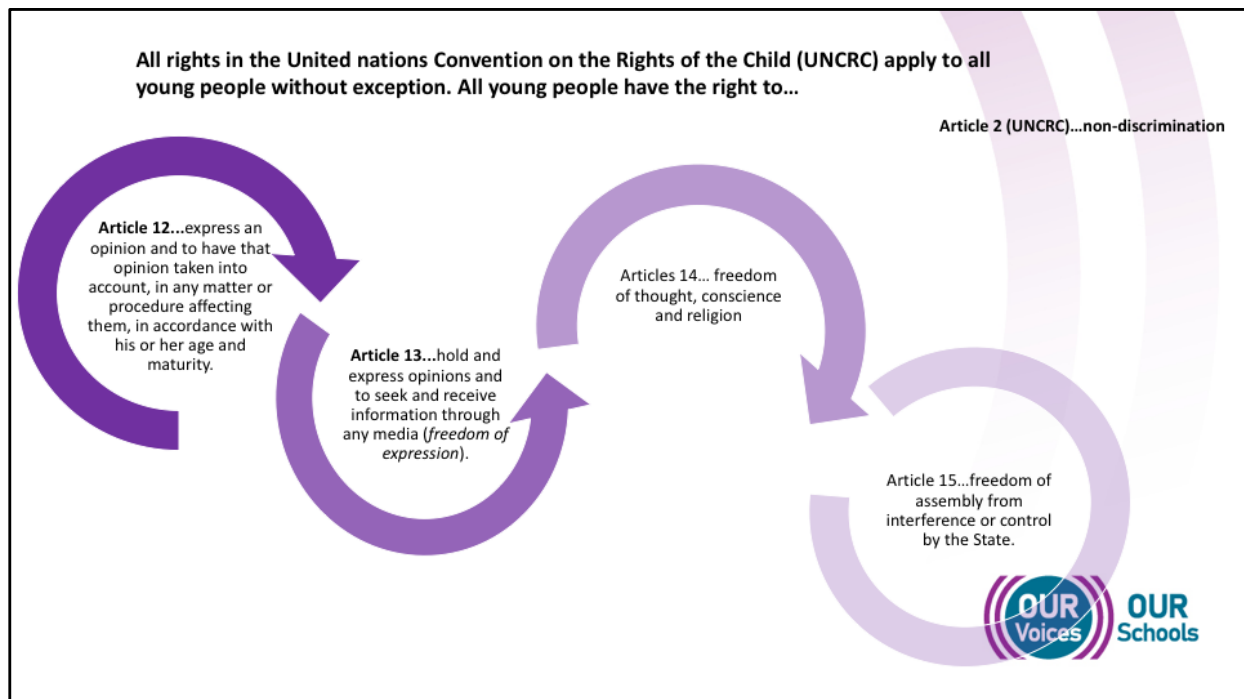 All rights in the United nations Convention on the Rights of the Child (UNCRC) apply to all
young people without exception. All young people have the right to…
Article 2 (UNCRC)…non-discrimination
Article 12...express an
opinion and to have that
opinion taken into
account, in any matter or
procedure affecting
them, in accordance with
his or her age and
maturity.
Article 13...hold and
express opinions and
to seek and receive
information through
any media (freedom of
expression).
Articles 14… freedom
of thought, conscience
and religion
Article 15…freedom of
assembly from
interference or control
by the State.
OUR
Voices
OUR
Schools